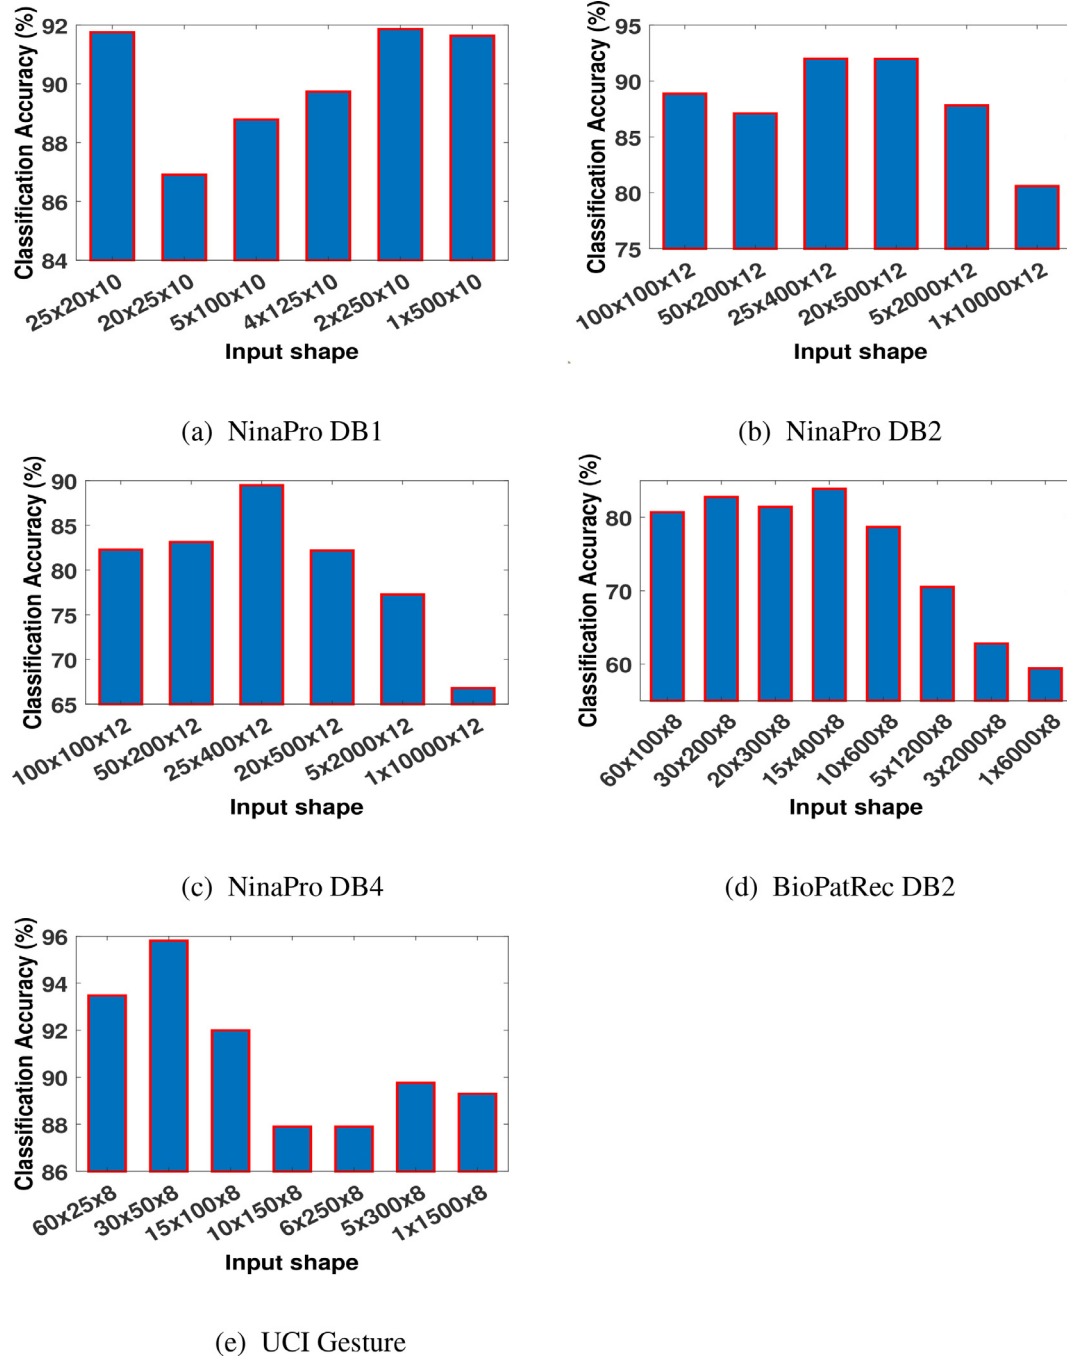 Classification Accuracy (%)
92
90
88
86
84
25x20x10
20x25x10
5x100x10
4x125x10
2x250x10
1x500x10
Input shape
(a) NinaPro DB1
Classification Accuracy (%)
95
90
85
80
75
100x100x12
50x200x12
25x400x12
20x500x12
5x2000x12
1x10000x12
Input shape
(b) NinaPro DB2
Classification Accuracy (%)
90
85
80
75
70
65
100x100x12
50x200x12
25x400x12
20x500x12
5x2000x12
1x10000x12
Input shape
(c) NinaPro DB4
Classification Accuracy (%)
80
70
60
60x100x8
30x200x8
20x300x8
15x400x8
10x600x8
5x1200x8
3x2000x8
1x6000x8
Input shape
(d) BioPatRec DB2
Classification Accuracy (%)
96
94
92
90
88
86
60x25x8
30x50x8
15x100x8
10x150x8
6x250x8
5x300x8
1x1500x8
Input shape
(e) UCI Gesture